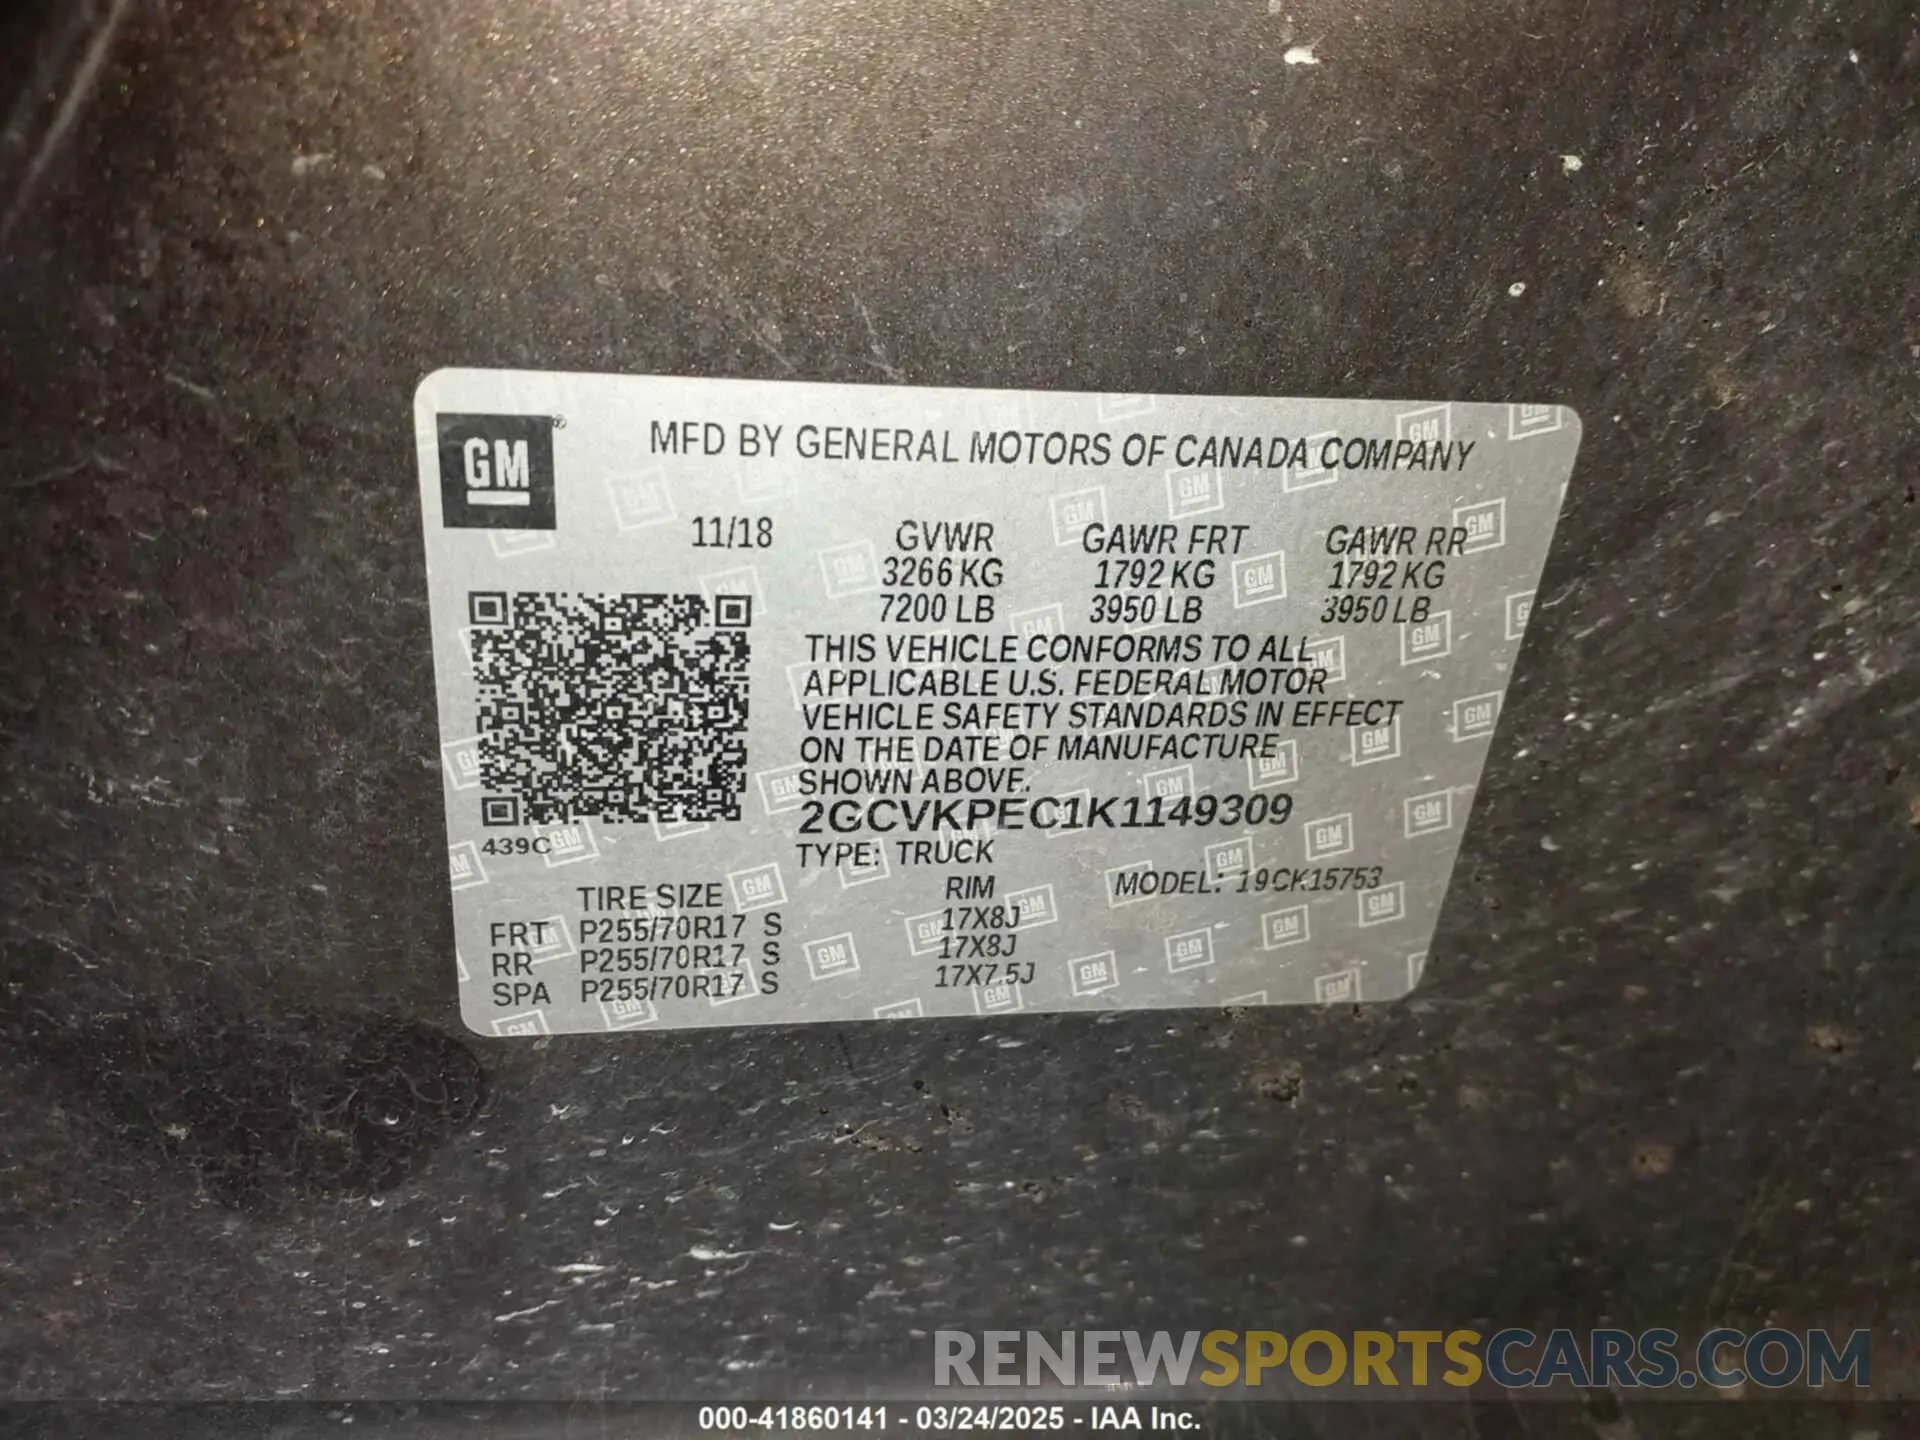 GM®
MFD BY GENERAL MOTORS OF CANADA COMPANY
11/18 GVWR GAWR FRT GAWR RR
3266 KG 1792 KG 1792 KG
7200 LB 3950 LB 3950 LB
THIS VEHICLE CONFORMS TO ALL
APPLICABLE U.S. FEDERAL MOTOR
VEHICLE SAFETY STANDARDS IN EFFECT
ON THE DATE OF MANUFACTURE
SHOWN ABOVE.
2GCVKPEC1K1149309
439C
TYPE: TRUCK
TIRE SIZE RIM MODEL: 19CK15753
FRT P255/70R17 S 17X8J
RR P255/70R17 S 17X8J
SPA P255/70R17 S 17X7.5J
RENEWSPORTSCARS.COM
000-41860141 - 03/24/2025 - IAA Inc.